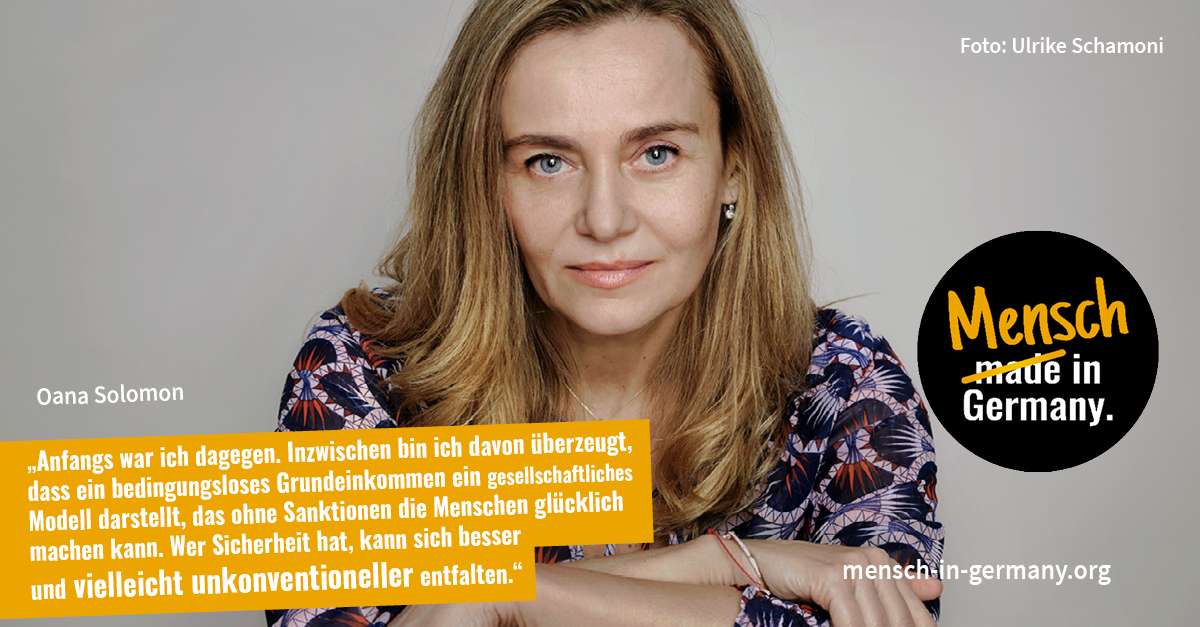 Foto: Ulrike Schamoni
Mensch
made in
Germany.
Oana Solomon
„Anfangs war ich dagegen. Inzwischen bin ich davon überzeugt,
dass ein bedingungsloses Grundeinkommen ein gesellschaftliches
Modell darstellt, das ohne Sanktionen die Menschen glücklich
machen kann. Wer Sicherheit hat, kann sich besser
und vielleicht unkonventioneller entfalten.“
mensch-in-germany.org